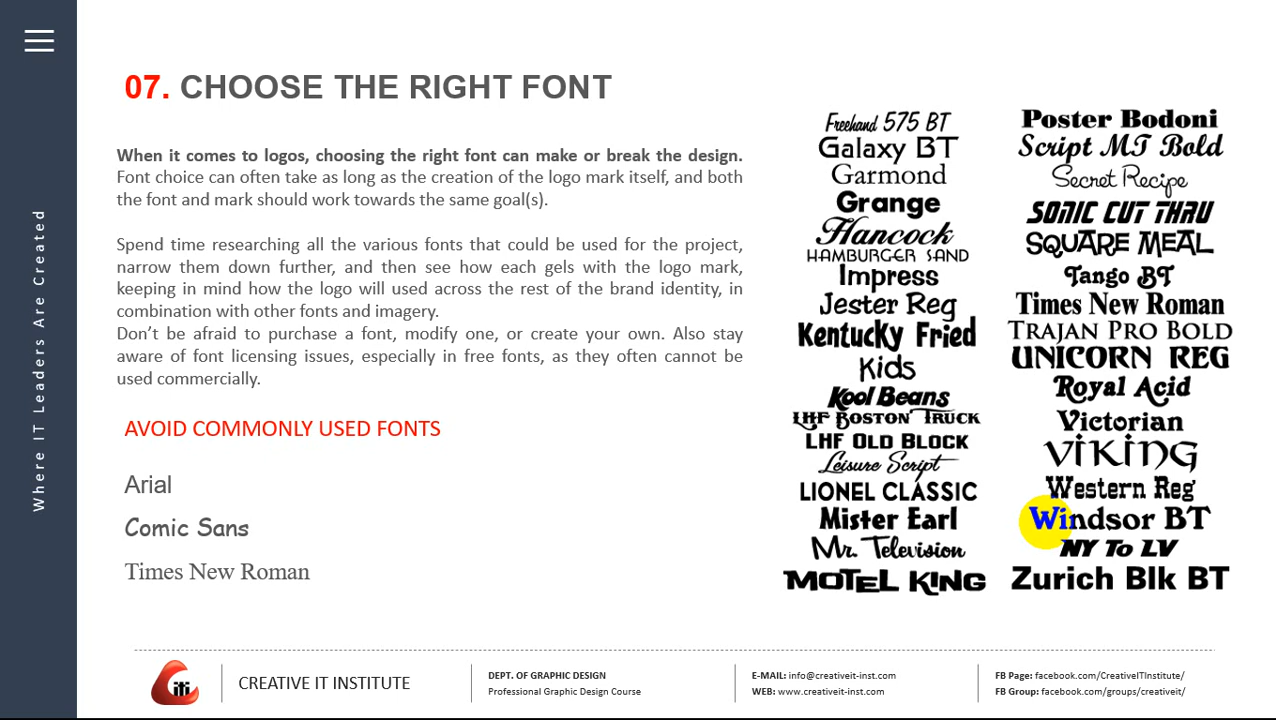 Where IT Leaders Are Created
07. CHOOSE THE RIGHT FONT
When it comes to logos, choosing the right font can make or break the design.
Font choice can often take as long as the creation of the logo mark itself, and both
the font and mark should work towards the same goal(s).
Spend time researching all the various fonts that could be used for the project,
narrow them down further, and then see how each gels with the logo mark,
keeping in mind how the logo will used across the rest of the brand identity, in
combination with other fonts and imagery.
Don't be afraid to purchase a font, modify one, or create your own. Also stay
aware of font licensing issues, especially in free fonts, as they often cannot be
used commercially.
AVOID COMMONLY USED FONTS
Arial
Comic Sans
Times New Roman
Freehand 575 BT
Galaxy BT
Garmond
Grange
Hancock
HAMBURGER SAND
Impress
Jester Reg
Kentucky Fried
Kids
Kool Beans
LHF BOSTON TRUCK
LHF OLD BLOCK
Leisure Script
LIONEL CLASSIC
Mister Earl
Mr. Television
MOTEL KING
Poster Bodoni
Script MT Bold
Secret Recipe
SONIC CUT THRU
SQUARE MEAL
Tango BT
Times New Roman
TRAJAN PRO BOLD
UNICORN REG
Royal Acid
Victorian
VIKING
Western Reg
Windsor BT
NY To LV
Zurich Blk BT
iti
CREATIVE IT INSTITUTE
DEPT. OF GRAPHIC DESIGN
Professional Graphic Design Course
E-MAIL: info@creativeit-inst.com
WEB: www.creativeit-inst.com
FB Page: facebook.com/CreativeITInstitute/
FB Group: facebook.com/groups/creativeit/